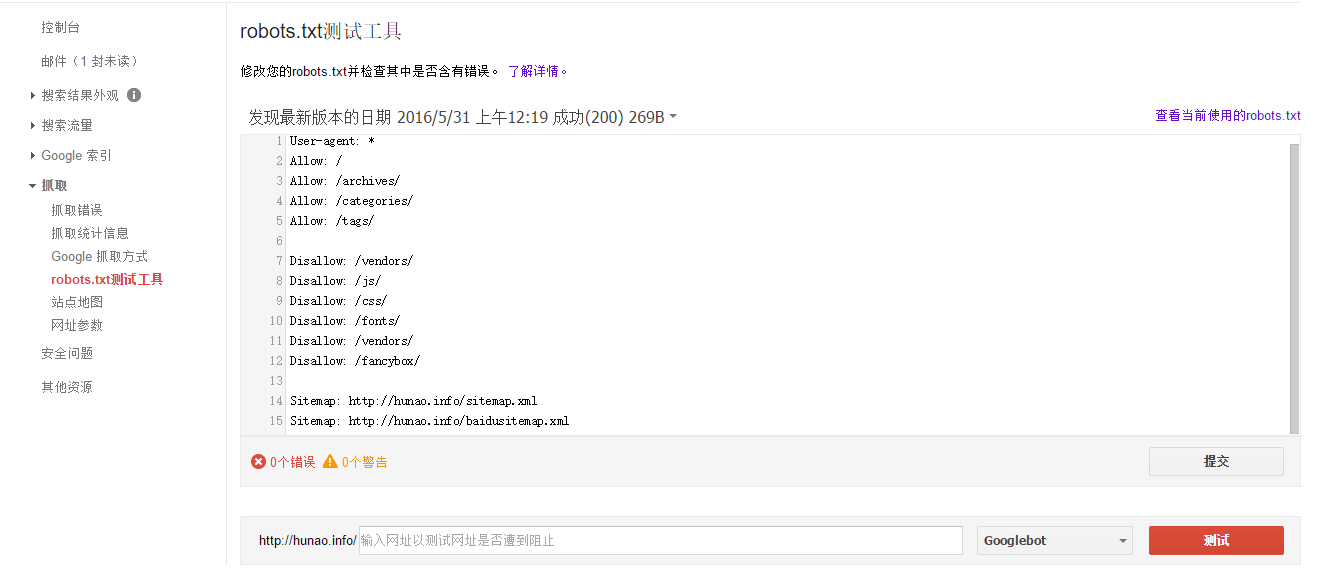 控制台
邮件（1 封未读）
搜索结果外观
搜索流量
Google 索引
抓取
抓取错误
抓取统计信息
Google 抓取方式
robots.txt测试工具
站点地图
网址参数
安全问题
其他资源
robots.txt测试工具
修改您的robots.txt并检查其中是否含有错误。 了解详情。
发现最新版本的日期 2016/5/31 上午12:19 成功(200) 269B
查看当前使用的robots.txt
1 User-agent: *
2 Allow: /
3 Allow: /archives/
4 Allow: /categories/
5 Allow: /tags/
6
7 Disallow: /vendors/
8 Disallow: /js/
9 Disallow: /css/
10 Disallow: /fonts/
11 Disallow: /vendors/
12 Disallow: /fancybox/
13
14 Sitemap: http://hunao.info/sitemap.xml
15 Sitemap: http://hunao.info/baidusitemap.xml
0个错误 0个警告
提交
http://hunao.info/ 输入网址以测试网址是否遭到阻止
Googlebot
测试